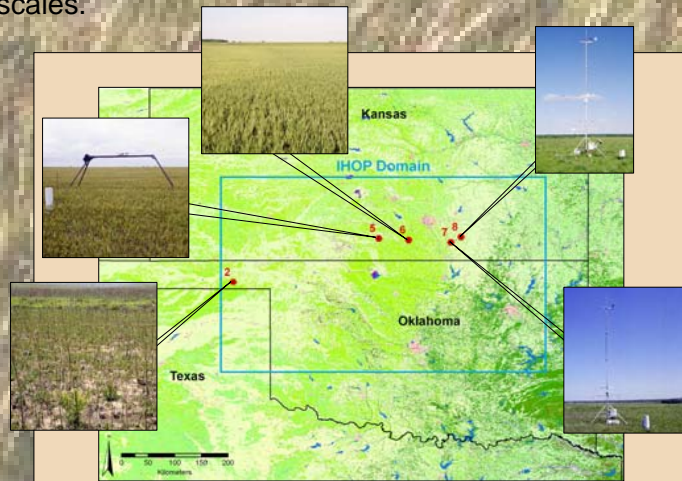 scales.
Kansas
IHOP Domain
5 6 7 8
2
Oklahoma
Texas
0 50 100 150 200
Kilometers